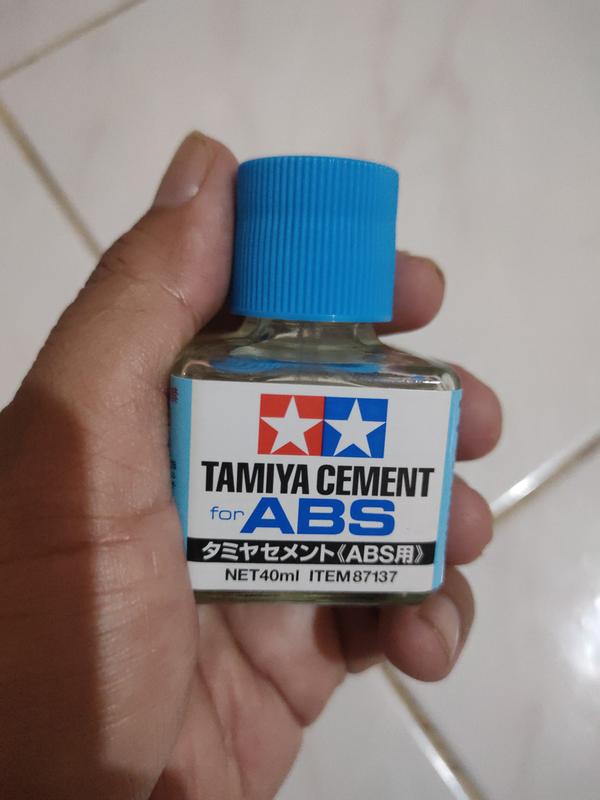 TAMIYA CEMENT
for ABS
タミヤセメント《ABS用》
NET40ml ITEM87137